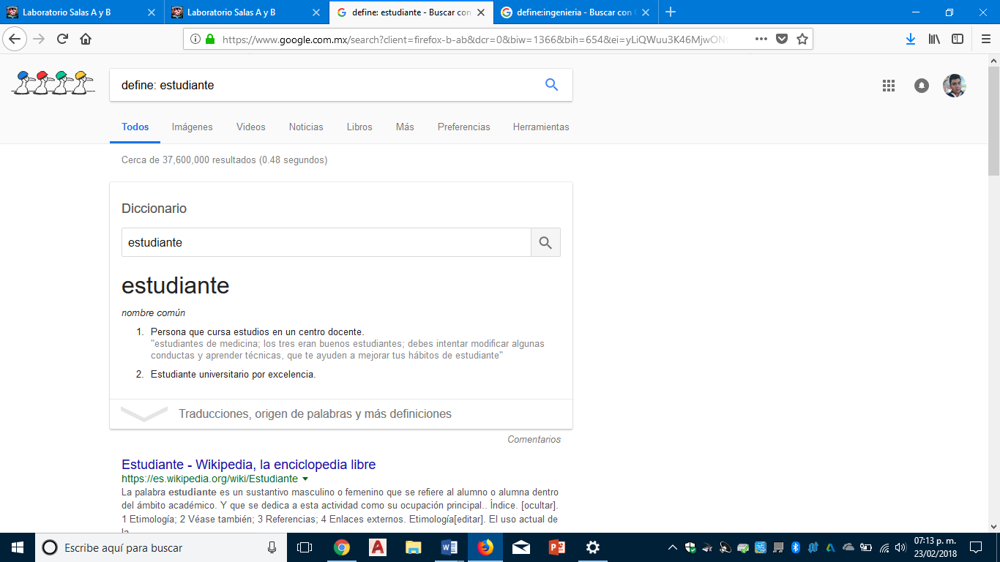 Laboratorio Salas A y B
Laboratorio Salas A y B
define: estudiante - Buscar con
define:ingenieria - Buscar con
https://www.google.com.mx/search?client=firefox-b-ab&dcr=0&biw=1366&bih=654&ei=yLiQWuu3K46MjwON
define: estudiante
Todos Imágenes Videos Noticias Libros Más Preferencias Herramientas
Cerca de 37,600,000 resultados (0.48 segundos)
Diccionario
estudiante
estudiante
nombre común
1. Persona que cursa estudios en un centro docente.
"estudiantes de medicina; los tres eran buenos estudiantes; debes intentar modificar algunas
conductas y aprender técnicas, que te ayuden a mejorar tus hábitos de estudiante"
2. Estudiante universitario por excelencia.
Traducciones, origen de palabras y más definiciones
Comentarios
Estudiante - Wikipedia, la enciclopedia libre
https://es.wikipedia.org/wiki/Estudiante
La palabra estudiante es un sustantivo masculino o femenino que se refiere al alumno o alumna dentro
del ámbito académico. Y que se dedica a esta actividad como su ocupación principal.. Índice. [ocultar].
1 Etimología; 2 Véase también; 3 Referencias; 4 Enlaces externos. Etimología[editar]. El uso actual de
la
Escribe aquí para buscar
07:13 p. m.
23/02/2018